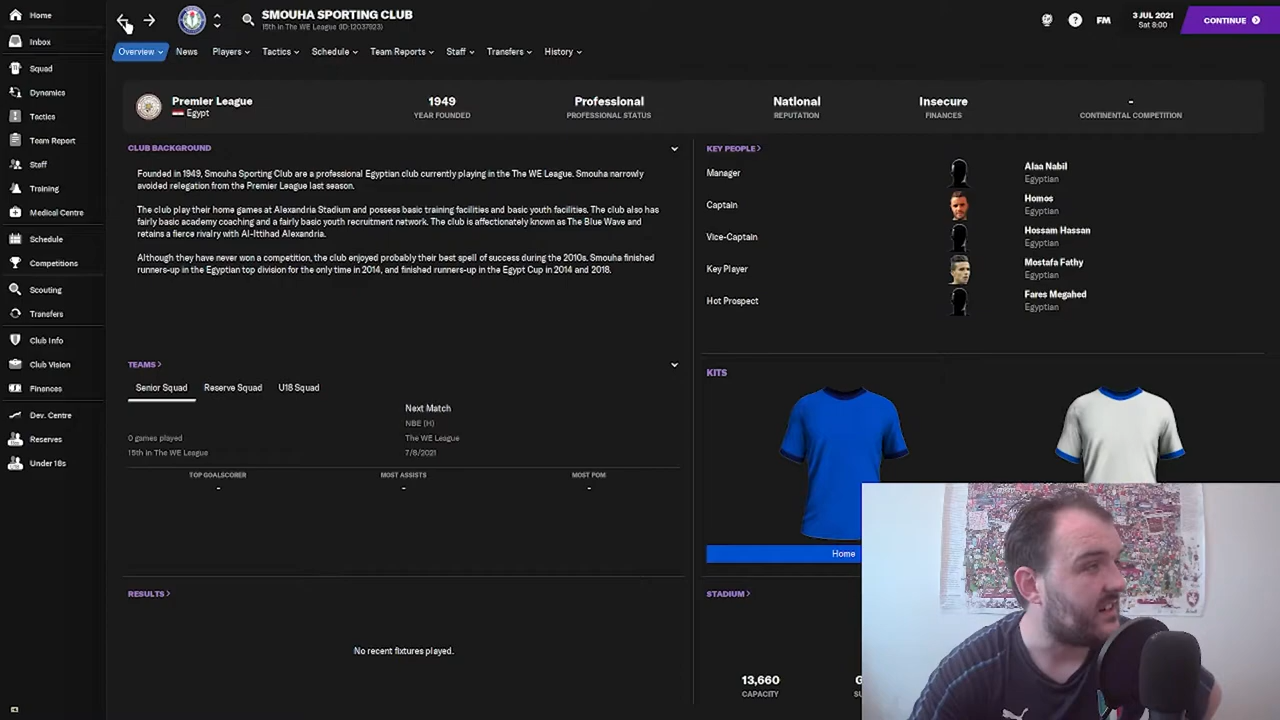 Home
SMOUHA SPORTING CLUB
15th in The WE League (ID:12037923)
FM
3 JUL 2021
Sat 8:00
CONTINUE
Inbox
Overview
News
Players
Tactics
Schedule
Team Reports
Staff
Transfers
History
Squad
Dynamics
Tactics
Team Report
Staff
Training
Medical Centre
Schedule
Competitions
Scouting
Transfers
Club Info
Club Vision
Finances
Dev. Centre
Reserves
Under 18s
Premier League
Egypt
1949
YEAR FOUNDED
Professional
PROFESSIONAL STATUS
National
REPUTATION
Insecure
FINANCES
-
CONTINENTAL COMPETITION
CLUB BACKGROUND
Founded in 1949, Smouha Sporting Club are a professional Egyptian club currently playing in the The WE League. Smouha narrowly
avoided relegation from the Premier League last season.
The club play their home games at Alexandria Stadium and possess basic training facilities and basic youth facilities. The club also has
fairly basic academy coaching and a fairly basic youth recruitment network. The club is affectionately known as The Blue Wave and
retains a fierce rivalry with Al-Ittihad Alexandria.
Although they have never won a competition, the club enjoyed probably their best spell of success during the 2010s. Smouha finished
runners-up in the Egyptian top division for the only time in 2014, and finished runners-up in the Egypt Cup in 2014 and 2018.
KEY PEOPLE >
Manager
Alaa Nabil
Egyptian
Captain
Homos
Egyptian
Vice-Captain
Hossam Hassan
Egyptian
Key Player
Mostafa Fathy
Egyptian
Hot Prospect
Fares Megahed
Egyptian
TEAMS >
Senior Squad
Reserve Squad
U18 Squad
Next Match
NBE (H)
0 games played
The WE League
15th in The WE League
7/8/2021
TOP GOALSCORER
-
MOST ASSISTS
-
MOST POM
-
KITS
Home
RESULTS >
No recent fixtures played.
STADIUM >
13,660
CAPACITY